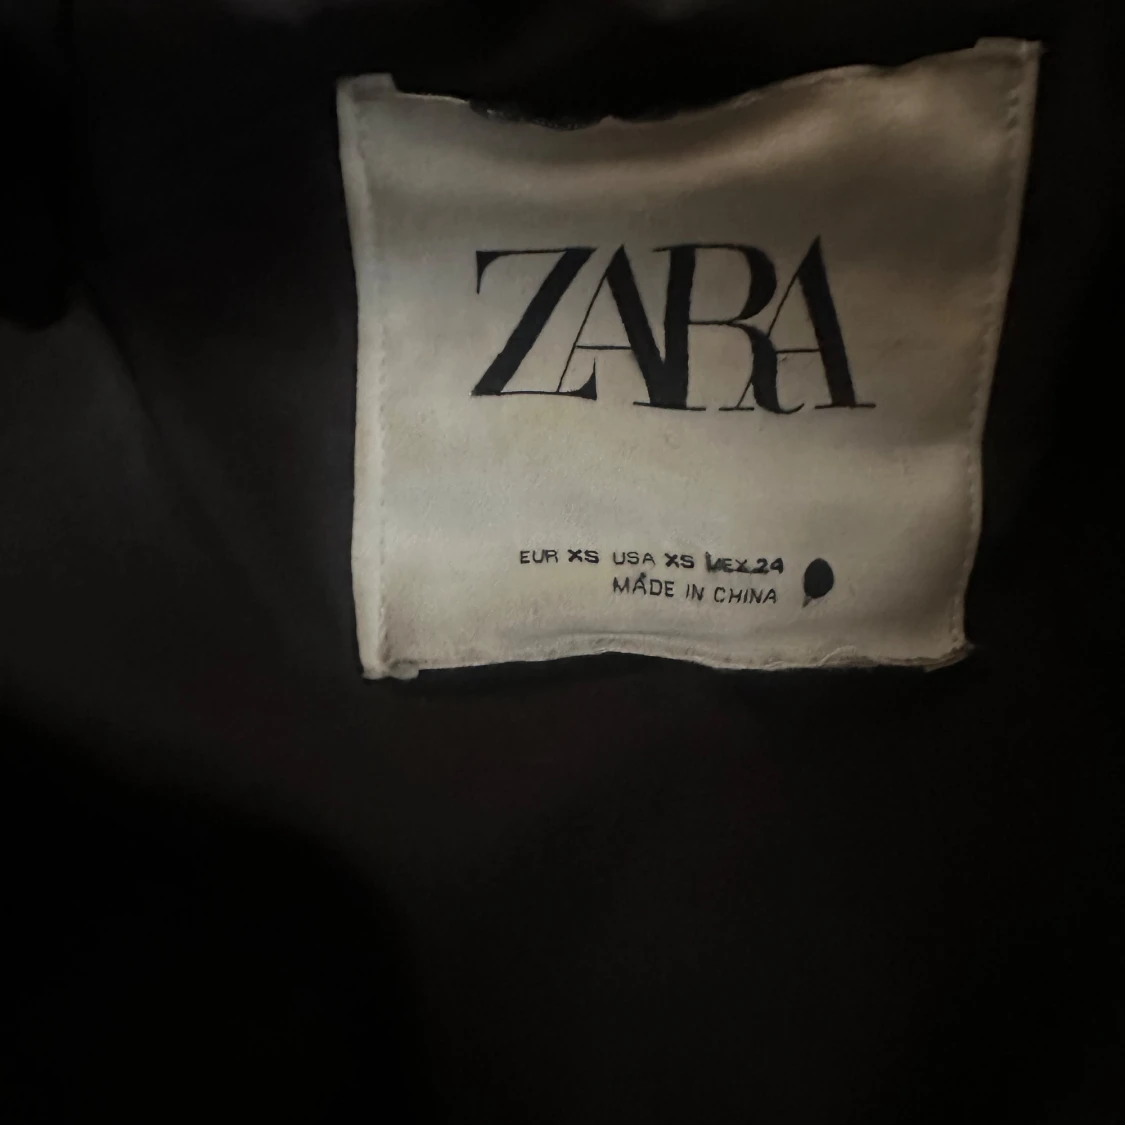 ZARA
EUR XS USA XS MEX 24
MADE IN CHINA